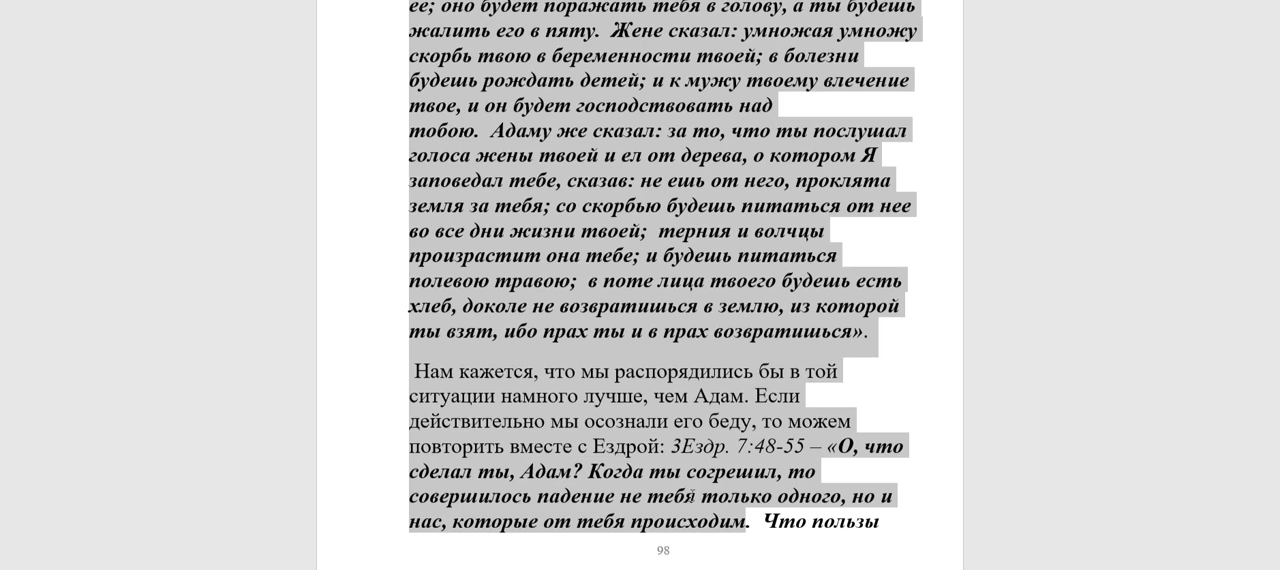 ее; оно будет поражать тебя в голову, а ты будешь
жалить его в пяту.  Жене сказал: умножая умножу
скорбь твою в беременности твоей; в болезни
будешь рождать детей; и к мужу твоему влечение
твое, и он будет господствовать над
тобою.  Адаму же сказал: за то, что ты послушал
голоса жены твоей и ел от дерева, о котором Я
заповедал тебе, сказав: не ешь от него, проклята
земля за тебя; со скорбью будешь питаться от нее
во все дни жизни твоей;  терния и волчцы
произрастит она тебе; и будешь питаться
полевою травою;  в поте лица твоего будешь есть
хлеб, доколе не возвратишься в землю, из которой
ты взят, ибо прах ты и в прах возвратишься».
Нам кажется, что мы распорядились бы в той
ситуации намного лучше, чем Адам. Если
действительно мы осознали его беду, то можем
повторить вместе с Ездрой: 3Ездр. 7:48-55 – «О, что
сделал ты, Адам? Когда ты согрешил, то
совершилось падение не тебя только одного, но и
нас, которые от тебя происходим.  Что пользы
98